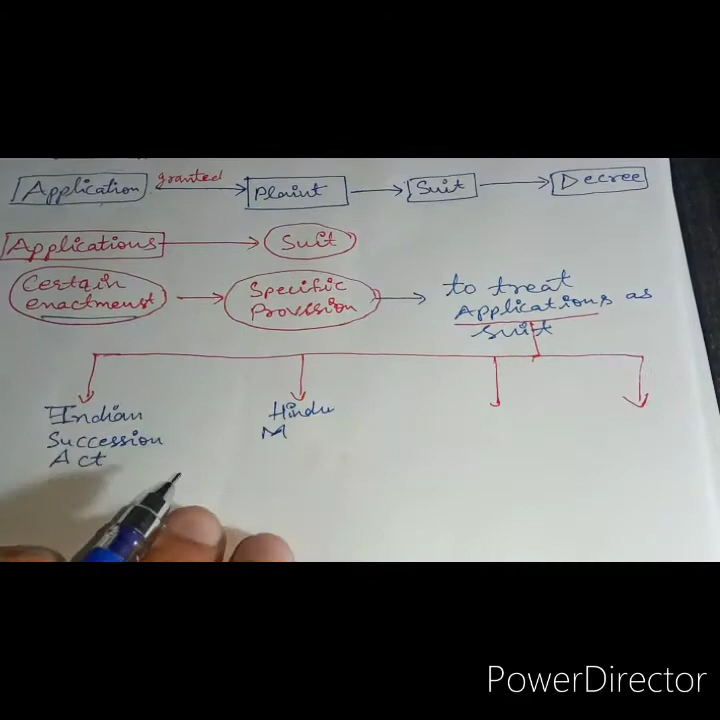 Application granted Plaint Suit Decree
Applications Suit
Certain Specific to treat
enactment Provision Applications as
suit
Indian Hindu
Succession M
Act
PowerDirector